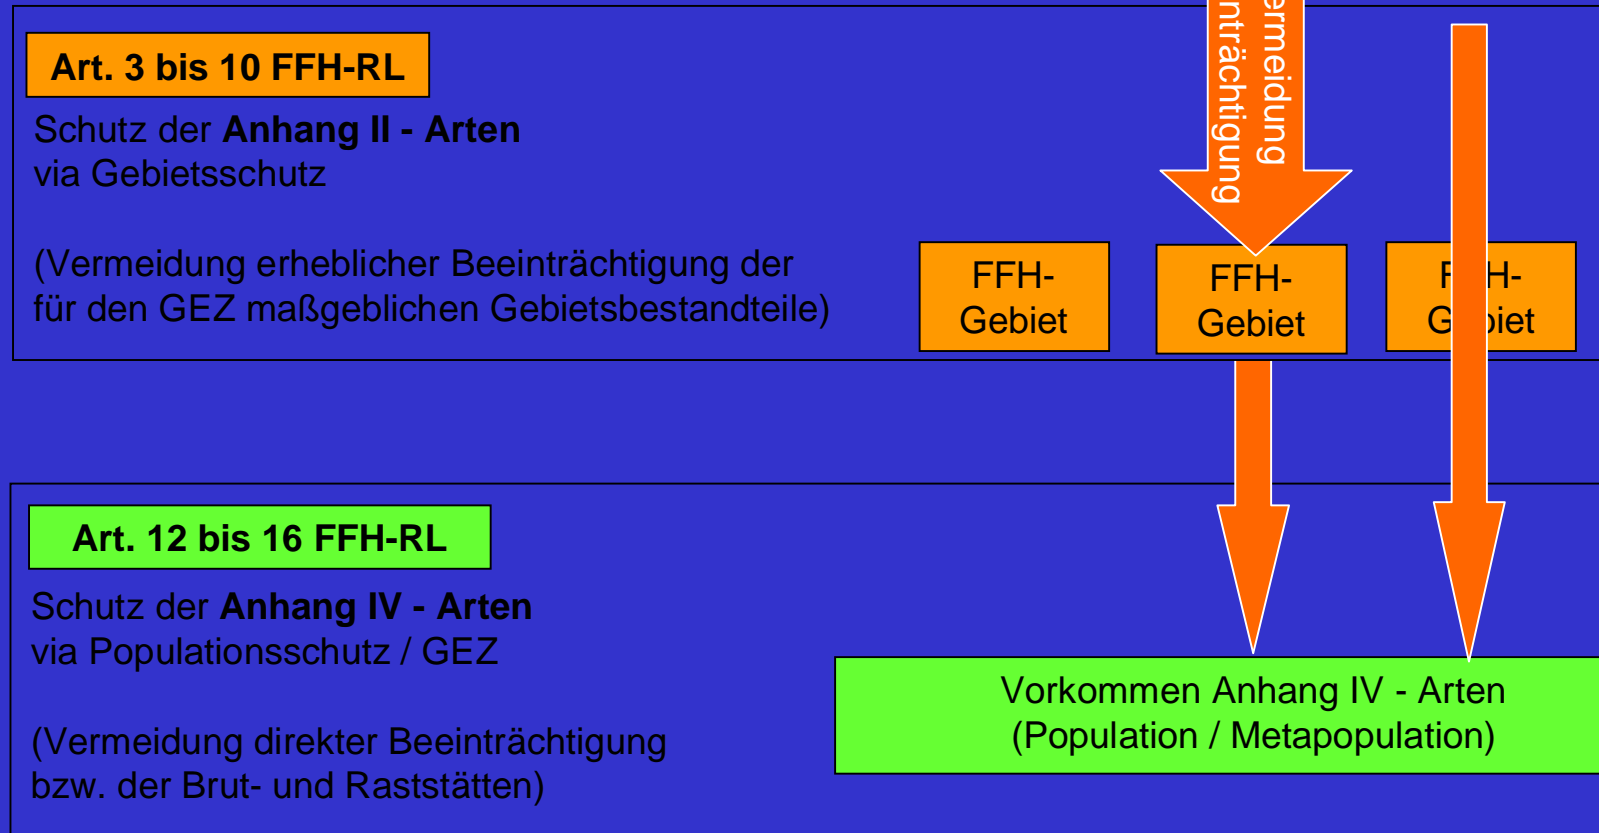 Art. 3 bis 10 FFH-RL
Schutz der Anhang II - Arten
via Gebietsschutz
(Vermeidung erheblicher Beeinträchtigung der
für den GEZ maßgeblichen Gebietsbestandteile)
ermeidung
nträchtigung
FFH-
Gebiet
FFH-
Gebiet
Art. 12 bis 16 FFH-RL
Schutz der Anhang IV - Arten
via Populationsschutz / GEZ
(Vermeidung direkter Beeinträchtigung
bzw. der Brut- und Raststätten)
Vorkommen Anhang IV - Arten
(Population / Metapopulation)